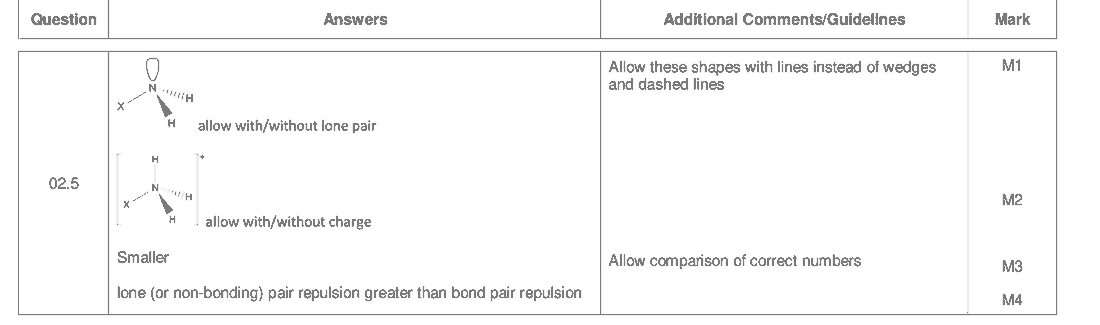 Question Answers Additional Comments/Guidelines Mark
Allow these shapes with lines instead of wedges M1
and dashed lines
N
H
X
H allow with/without lone pair
H +
02.5
N
H
X
M2
H allow with/without charge
Smaller Allow comparison of correct numbers M3
lone (or non-bonding) pair repulsion greater than bond pair repulsion M4